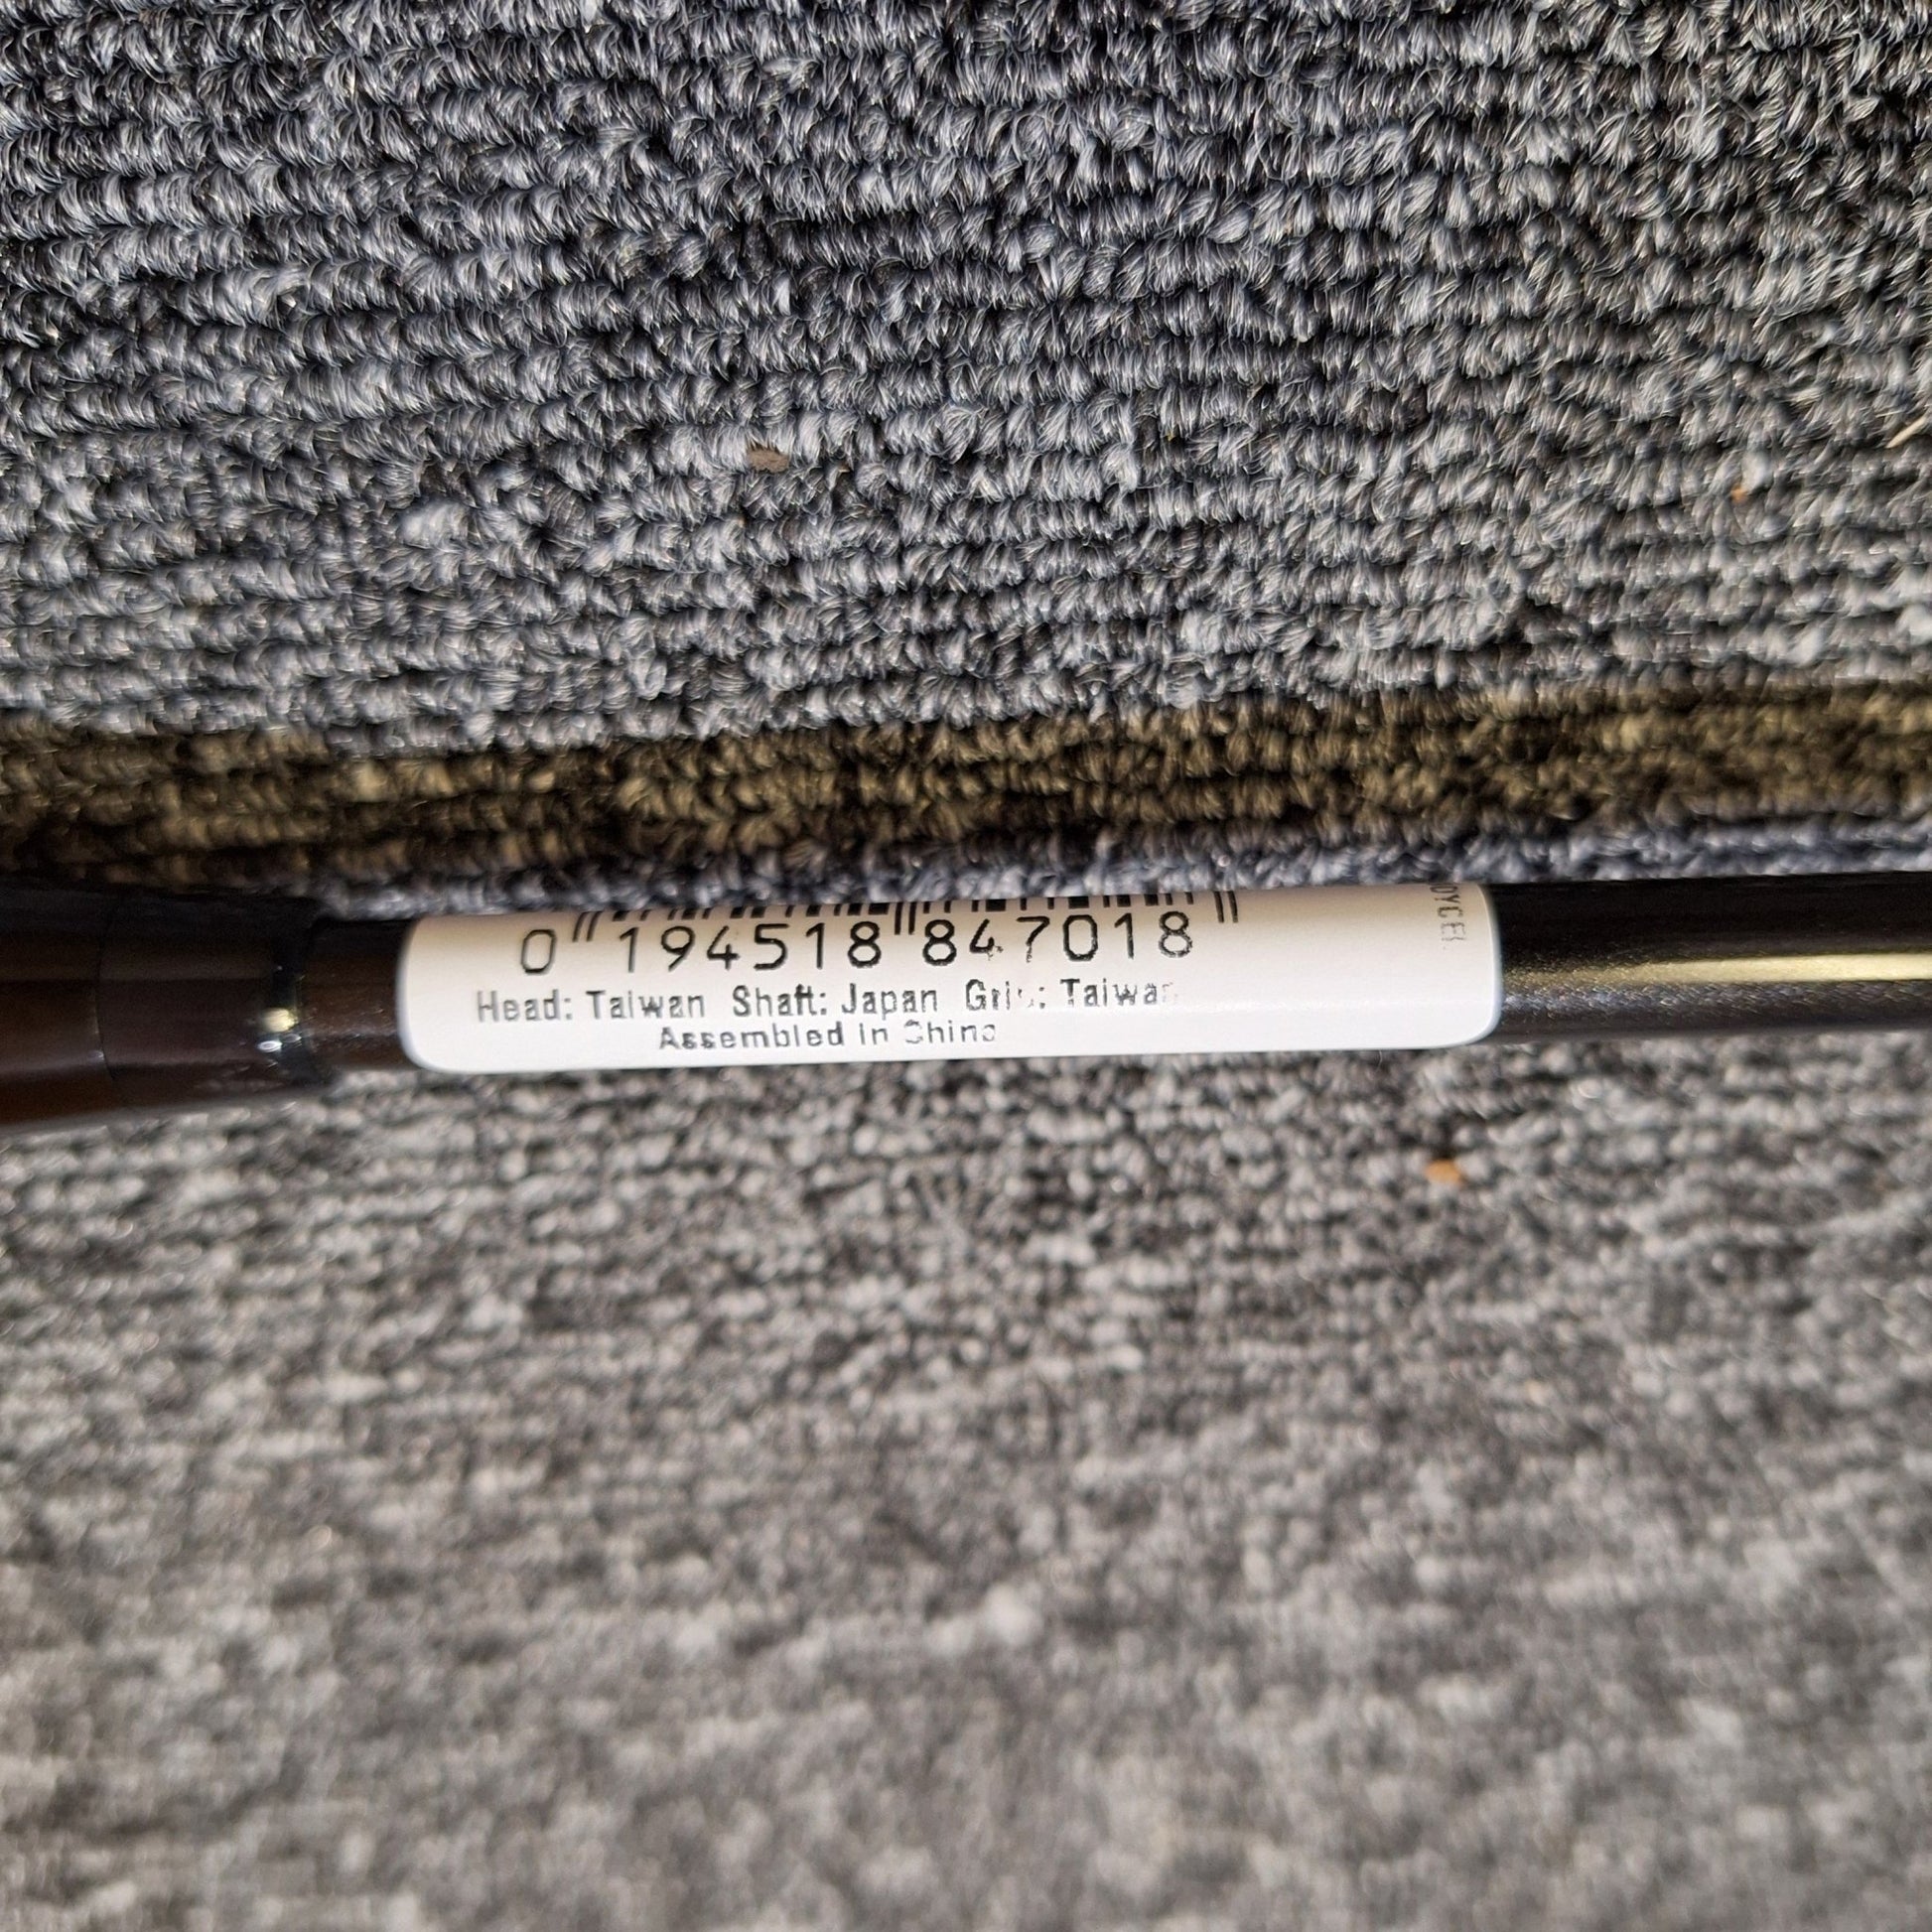 0 194518 847018
Head: Taiwan Shaft: Japan Grip: Taiwan
Assembled in China